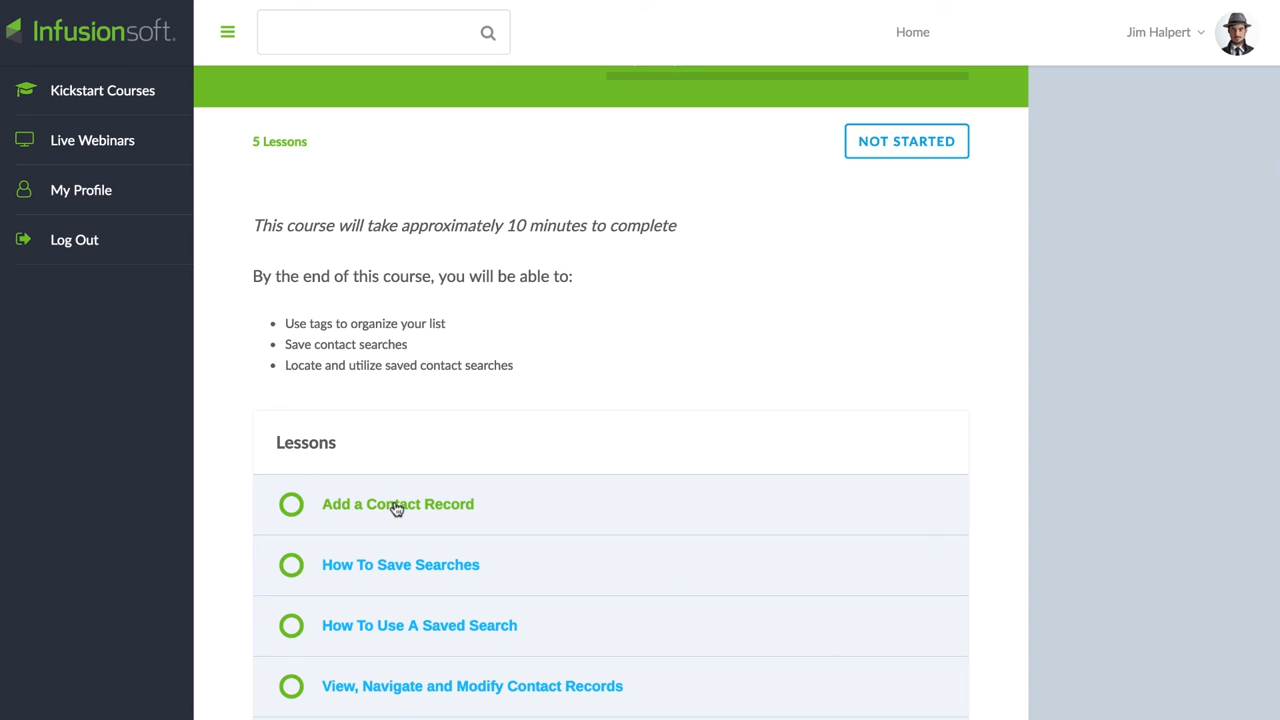 Infusionsoft.
Home
Jim Halpert
Kickstart Courses
Live Webinars
My Profile
Log Out
5 Lessons
NOT STARTED
This course will take approximately 10 minutes to complete
By the end of this course, you will be able to:
• Use tags to organize your list
• Save contact searches
• Locate and utilize saved contact searches
Lessons
Add a Contact Record
How To Save Searches
How To Use A Saved Search
View, Navigate and Modify Contact Records